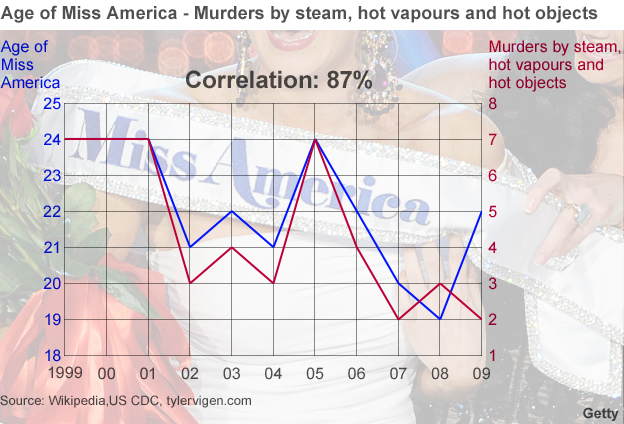 Age of Miss America - Murders by steam, hot vapours and hot objects
Age of
Miss
America
Murders by steam,
hot vapours and
hot objects
Correlation: 87%
25
24
23
22
21
20
19
18
8
7
6
5
4
3
2
1
Miss America
1999 00 01 02 03 04 05 06 07 08 09
Source: Wikipedia,US CDC, tylervigen.com
Getty